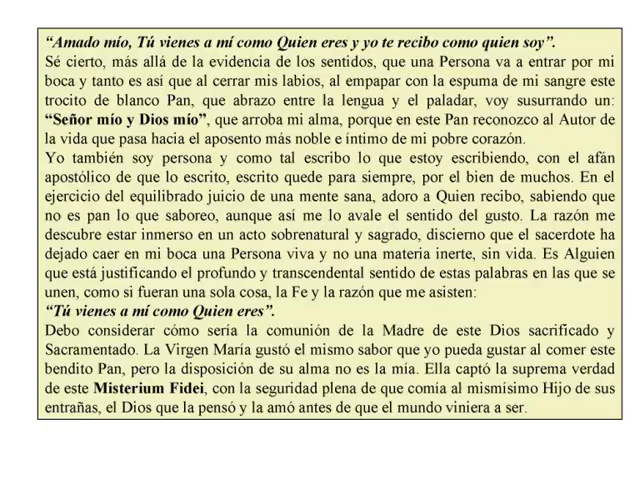 “Amado mío, Tú vienes a mí como Quien eres y yo te recibo como quien soy”.
Sé cierto, más allá de la evidencia de los sentidos, que una Persona va a entrar por mi
boca y tanto es así que al cerrar mis labios, al empapar con la espuma de mi sangre este
trocito de blanco Pan, que abrazo entre la lengua y el paladar, voy susurrando un:
“Señor mío y Dios mío”, que arroba mi alma, porque en este Pan reconozco al Autor de
la vida que pasa hacia el aposento más noble e íntimo de mi pobre corazón.
Yo también soy persona y como tal escribo lo que estoy escribiendo, con el afán
apostólico de que lo escrito, escrito quede para siempre, por el bien de muchos. En el
ejercicio del equilibrado juicio de una mente sana, adoro a Quien recibo, sabiendo que
no es pan lo que saboreo, aunque así me lo avale el sentido del gusto. La razón me
descubre estar inmerso en un acto sobrenatural y sagrado, discierno que el sacerdote ha
dejado caer en mi boca una Persona viva y no una materia inerte, sin vida. Es Alguien
que está justificando el profundo y transcendental sentido de estas palabras en las que se
unen, como si fueran una sola cosa, la Fe y la razón que me asisten:
“Tú vienes a mí como Quien eres”.
Debo considerar cómo sería la comunión de la Madre de este Dios sacrificado y
Sacramentado. La Virgen María gustó el mismo sabor que yo pueda gustar al comer este
bendito Pan, pero la disposición de su alma no es la mía. Ella captó la suprema verdad
de este Misterium Fidei, con la seguridad plena de que comía al mismísimo Hijo de sus
entrañas, el Dios que la pensó y la amó antes de que el mundo viniera a ser.